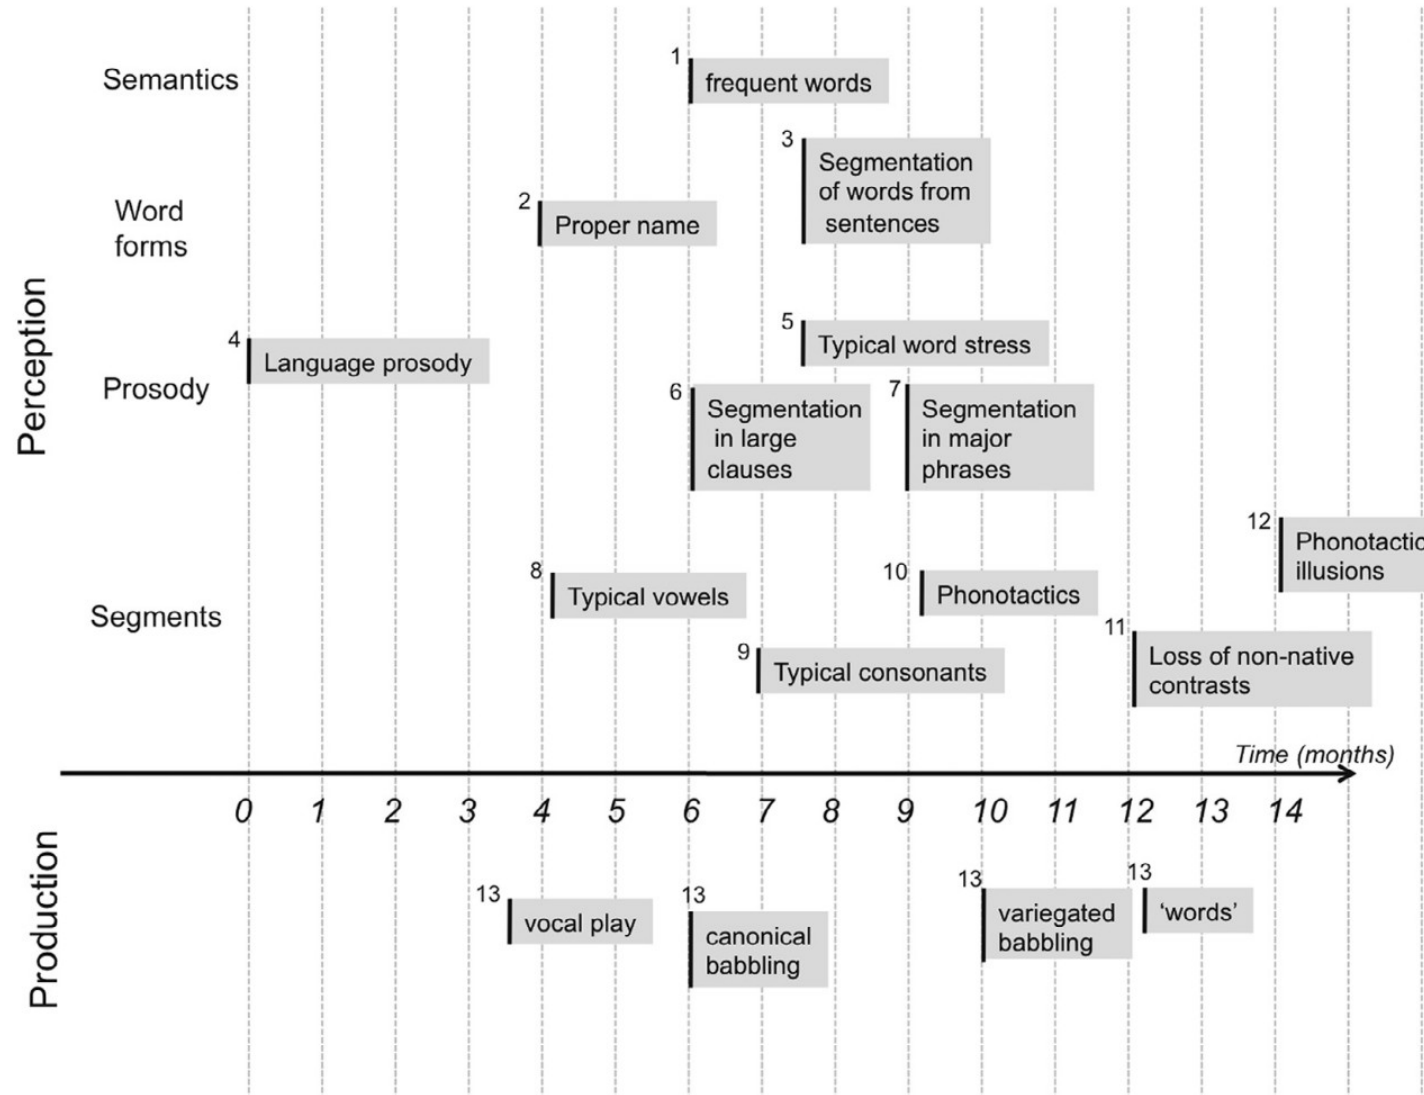 1
Semantics
frequent words
3
Segmentation
of words from
sentences
2
Word
forms
Proper name
4
Language prosody
Prosody
5
Typical word stress
6
Segmentation
in large
clauses
7
Segmentation
in major
phrases
Perception
12
Phonotactic
illusions
8
Typical vowels
10
Phonotactics
Segments
9
Typical consonants
11
Loss of non-native
contrasts
Time (months)
0 1 2 3 4 5 6 7 8 9 10 11 12 13 14
Production
13
vocal play
13
canonical
babbling
13
variegated
babbling
13
‘words’